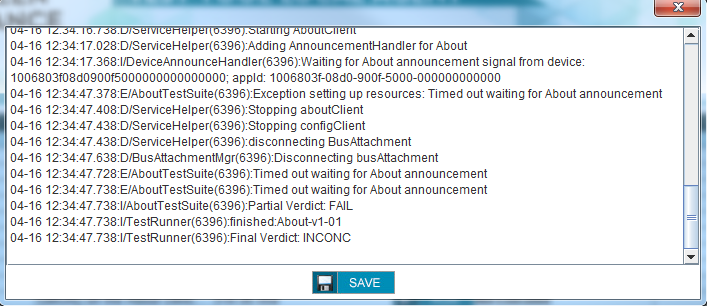 ANCE
04-16 12:34:16.738:D/ServiceHelper(6396):Starting AboutClient
04-16 12:34:17.028:D/ServiceHelper(6396):Adding AnnouncementHandler for About
04-16 12:34:17.368:I/DeviceAnnounceHandler(6396):Waiting for About announcement signal from device:
1006803f08d0900f5000000000000000; appId: 1006803f-08d0-900f-5000-000000000000
04-16 12:34:47.378:E/AboutTestSuite(6396):Exception setting up resources: Timed out waiting for About announcement
04-16 12:34:47.408:D/ServiceHelper(6396):Stopping aboutClient
04-16 12:34:47.438:D/ServiceHelper(6396):Stopping configClient
04-16 12:34:47.438:D/ServiceHelper(6396):disconnecting BusAttachment
04-16 12:34:47.638:D/BusAttachmentMgr(6396):Disconnecting busAttachment
04-16 12:34:47.728:E/AboutTestSuite(6396):Timed out waiting for About announcement
04-16 12:34:47.738:E/AboutTestSuite(6396):Timed out waiting for About announcement
04-16 12:34:47.738:I/AboutTestSuite(6396):Partial Verdict: FAIL
04-16 12:34:47.738:I/TestRunner(6396):finished:About-v1-01
04-16 12:34:47.738:I/TestRunner(6396):Final Verdict: INCONC
SAVE